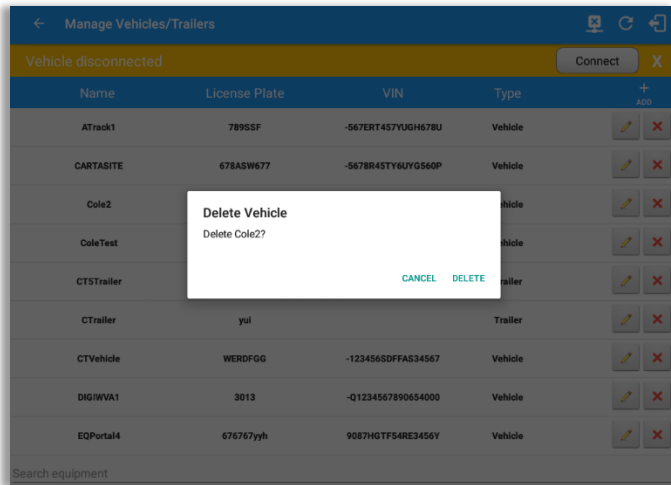 Manage Vehicles/Trailers
Vehicle disconnected Connect X
Name License Plate VIN Type ADD
ATrack1 789SSF -567ERT457YUGH678U Vehicle
CARTASITE 678ASW677 -5678R45TY6UYG560P Vehicle
Cole2 hicle
Delete Vehicle
Delete Cole2?
ColeTest hicle
CANCEL DELETE
CT5Trailer railer
CTrailer yui Trailer
CTVehicle WERDFGG -123456SDFFAS34567 Vehicle
DIGIWVA1 3013 -Q1234567890654000 Vehicle
EQPortal4 676767yyh 9087HGTF54RE3456Y Vehicle
Search equipment